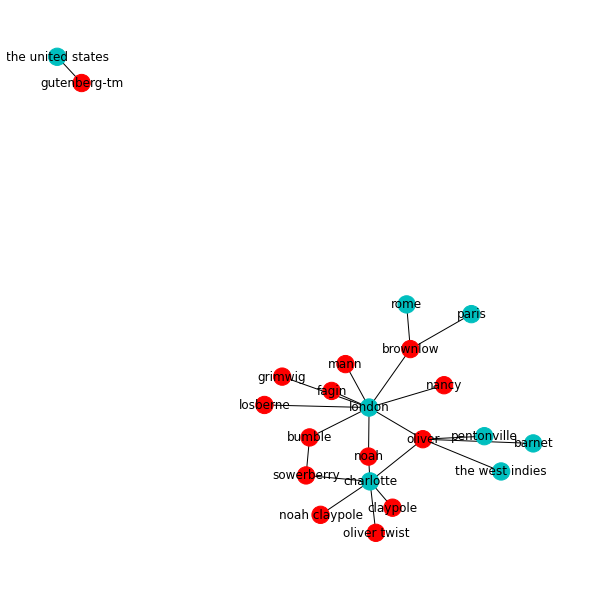 the united states
gutenberg-tm
rome
paris
brownlow
mann
grimwig
nancy
fagin
losberne
london
bumble
oliver
pentonville
barnet
noah
the west indies
sowerberry
charlotte
claypole
noah claypole
oliver twist